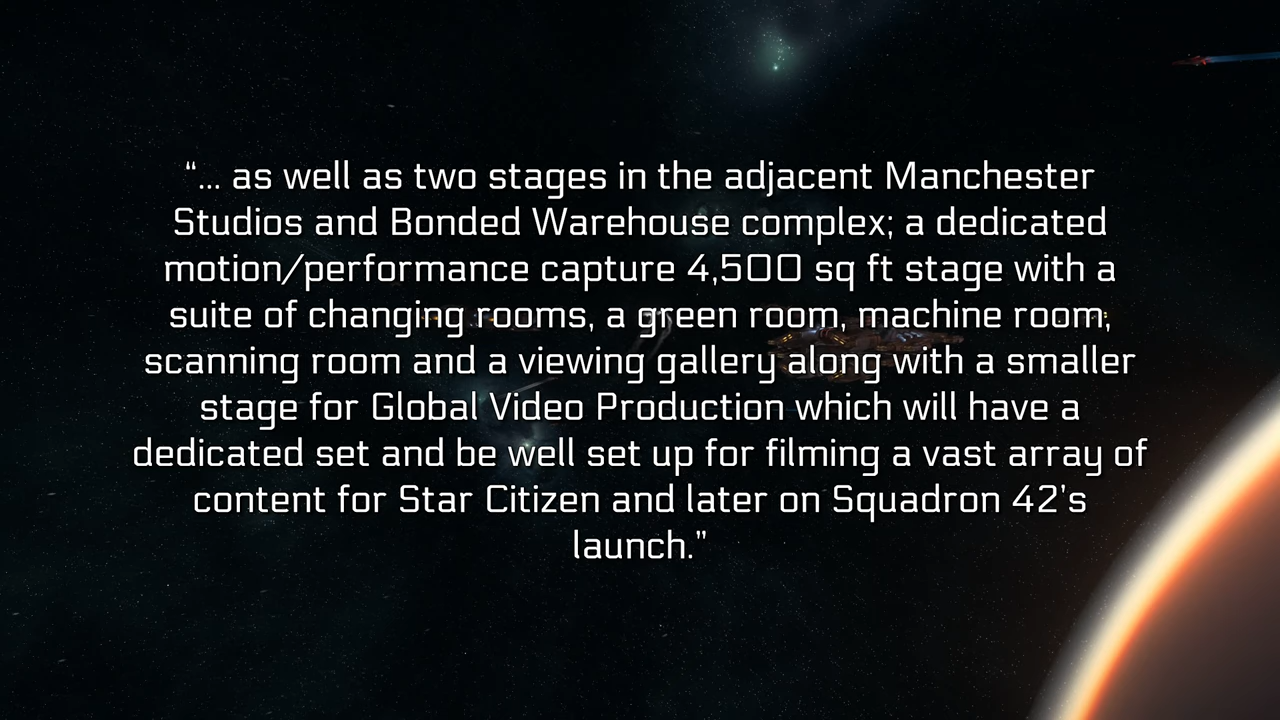 “... as well as two stages in the adjacent Manchester
Studios and Bonded Warehouse complex; a dedicated
motion/performance capture 4,500 sq ft stage with a
suite of changing rooms, a green room, machine room,
scanning room and a viewing gallery along with a smaller
stage for Global Video Production which will have a
dedicated set and be well set up for filming a vast array of
content for Star Citizen and later on Squadron 42’s
launch.”